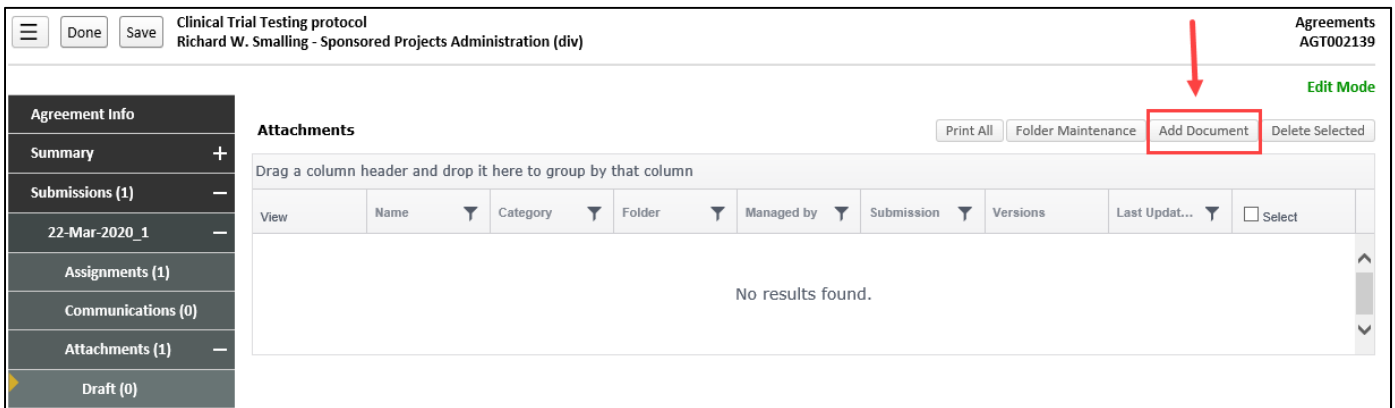 Done Save Clinical Trial Testing protocol Agreements
Richard W. Smalling - Sponsored Projects Administration (div) AGT002139
Edit Mode
Agreement Info
Attachments Print All Folder Maintenance Add Document Delete Selected
Summary
Drag a column header and drop it here to group by that column
Submissions (1)
View Name Category Folder Managed by Submission Versions Last Updat... Select
22-Mar-2020_1
Assignments (1)
No results found.
Communications (0)
Attachments (1)
Draft (0)